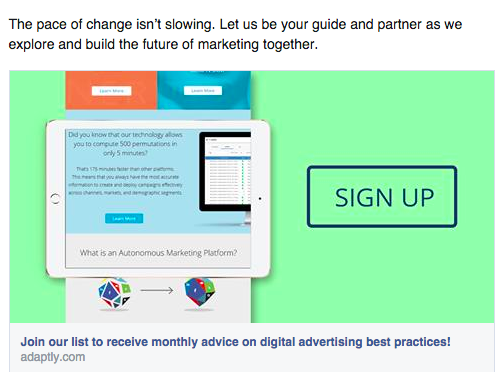 The pace of change isn't slowing. Let us be your guide and partner as we
explore and build the future of marketing together.
Learn More
Learn More
Did you know that our technology allows
you to compute 500 permutations in
only 5 minutes?
That's 175 minutes faster than other platforms.
This means that you always have the most accurate
information to create and deploy campaigns effectively
across channels, markets, and demographic segments.
Learn More
What is an Autonomous Marketing Platform?
SIGN UP
Join our list to receive monthly advice on digital advertising best practices!
adaptly.com